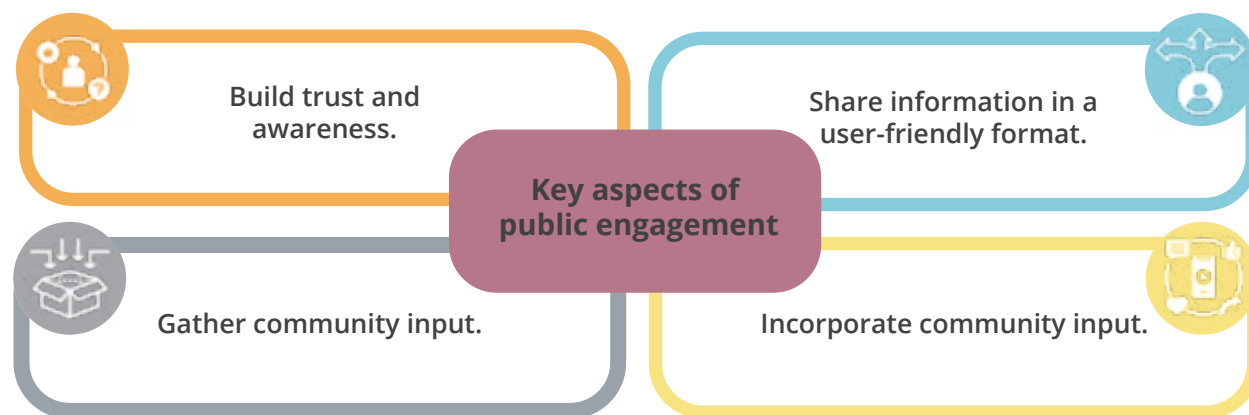 Build trust and
awareness.
Share information in a
user-friendly format.
Key aspects of
public engagement
Gather community input.
Incorporate community input.